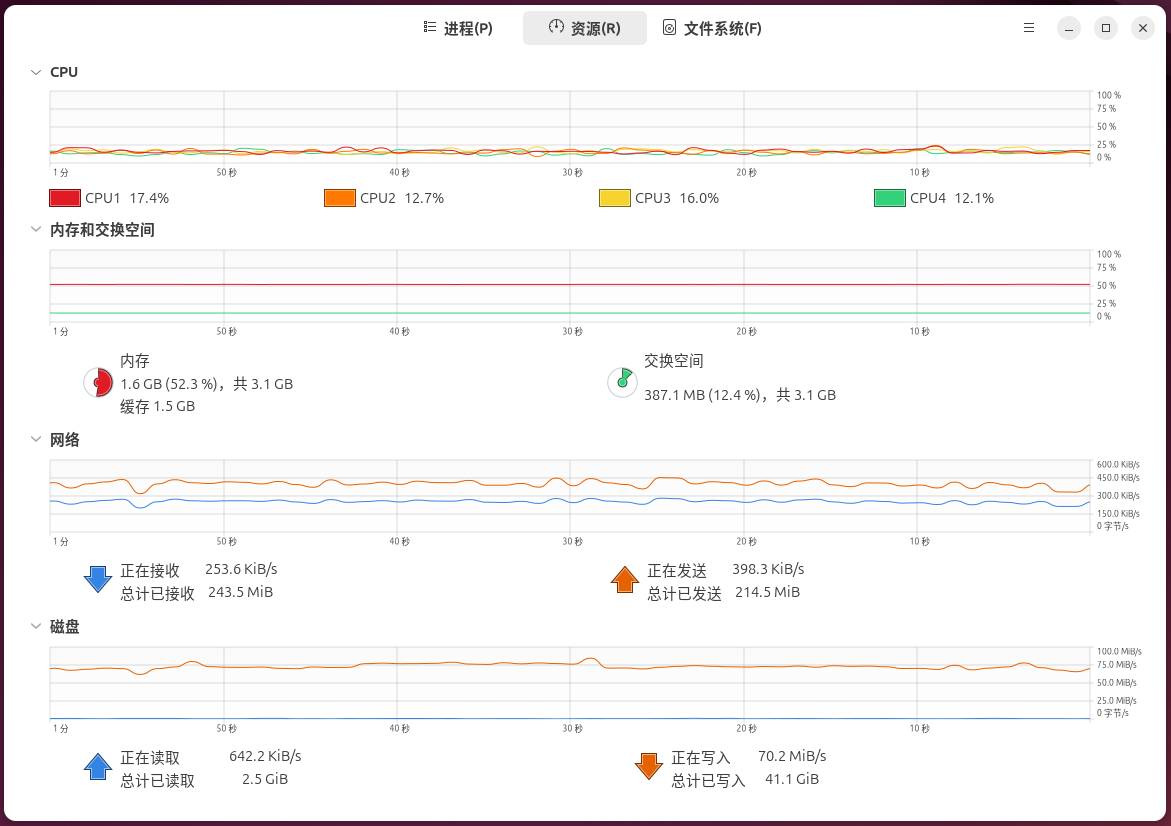 进程(P) 资源(R) 文件系统(F)
CPU
100 %
75 %
50 %
25 %
0 %
1 分 50 秒 40 秒 30 秒 20 秒 10 秒
CPU1 17.4% CPU2 12.7% CPU3 16.0% CPU4 12.1%
内存和交换空间
100 %
75 %
50 %
25 %
0 %
1 分 50 秒 40 秒 30 秒 20 秒 10 秒
内存 交换空间
1.6 GB (52.3 %)，共 3.1 GB
387.1 MB (12.4 %)，共 3.1 GB
缓存 1.5 GB
网络
600.0 KiB/s
450.0 KiB/s
300.0 KiB/s
150.0 KiB/s
0 字节/s
1 分 50 秒 40 秒 30 秒 20 秒 10 秒
正在接收 253.6 KiB/s 正在发送 398.3 KiB/s
总计已接收 243.5 MiB 总计已发送 214.5 MiB
磁盘
100.0 MiB/s
75.0 MiB/s
50.0 MiB/s
25.0 MiB/s
0 字节/s
1 分 50 秒 40 秒 30 秒 20 秒 10 秒
正在读取 642.2 KiB/s 正在写入 70.2 MiB/s
总计已读取 2.5 GiB 总计已写入 41.1 GiB